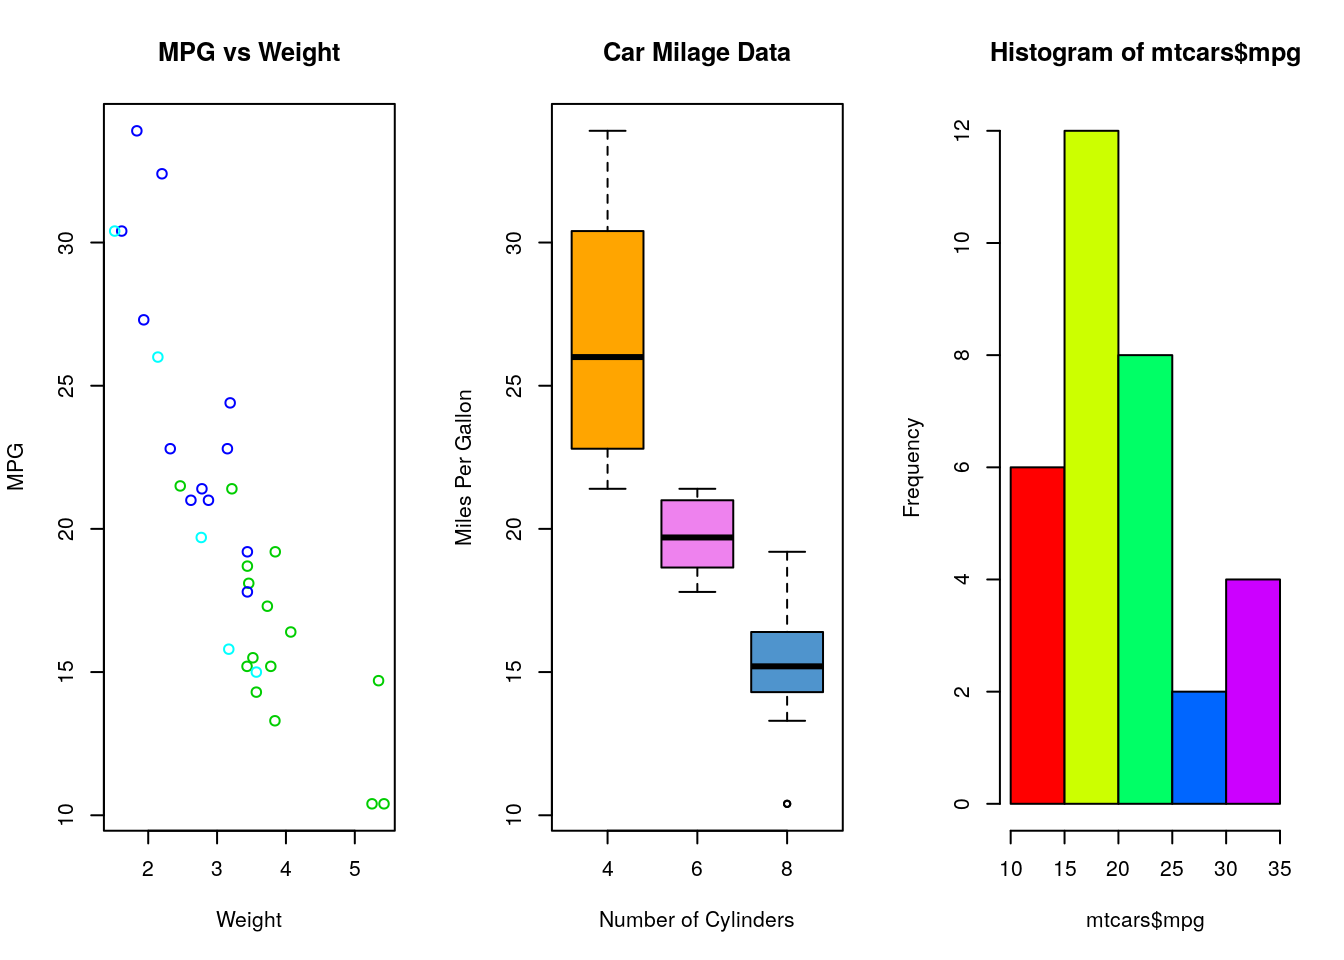 MPG vs Weight
MPG
10
15
20
25
30
2 3 4 5
Weight
Car Milage Data
Miles Per Gallon
10
15
20
25
30
4 6 8
Number of Cylinders
Histogram of mtcars$mpg
Frequency
0
2
4
6
8
10
12
10 15 20 25 30 35
mtcars$mpg